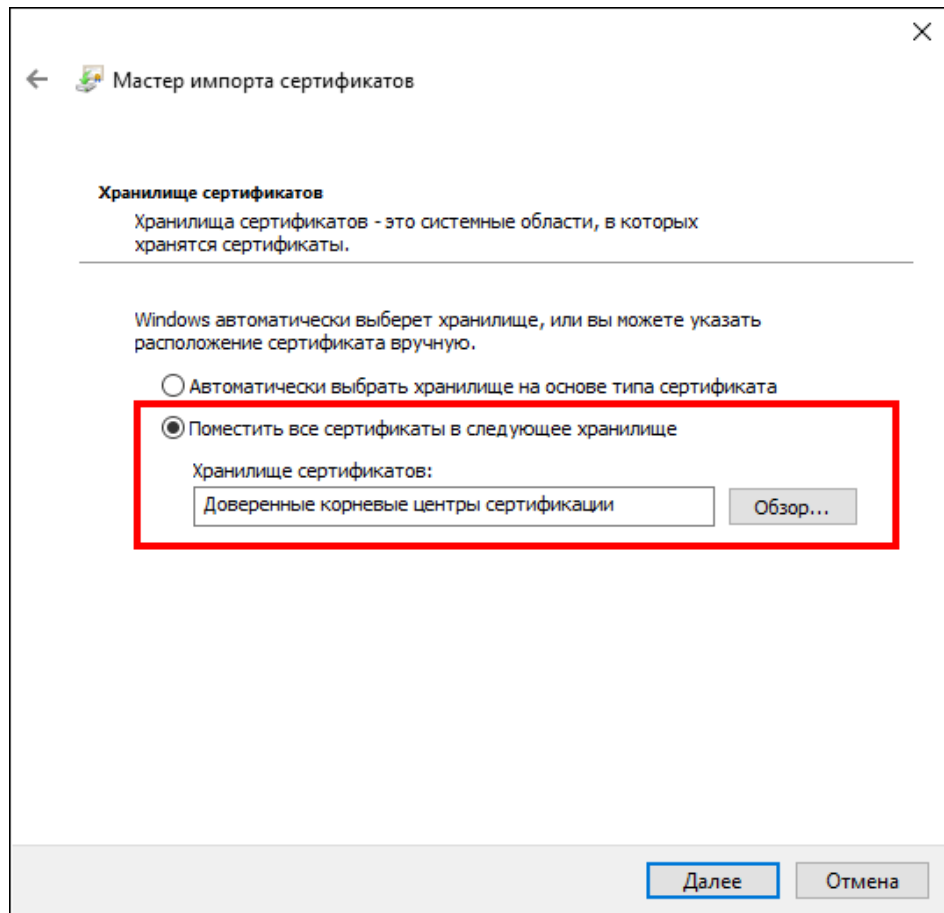 Мастер импорта сертификатов
Хранилище сертификатов
Хранилища сертификатов - это системные области, в которых
хранятся сертификаты.
Windows автоматически выберет хранилище, или вы можете указать
расположение сертификата вручную.
Автоматически выбрать хранилище на основе типа сертификата
Поместить все сертификаты в следующее хранилище
Хранилище сертификатов:
Доверенные корневые центры сертификации
Обзор...
Далее
Отмена